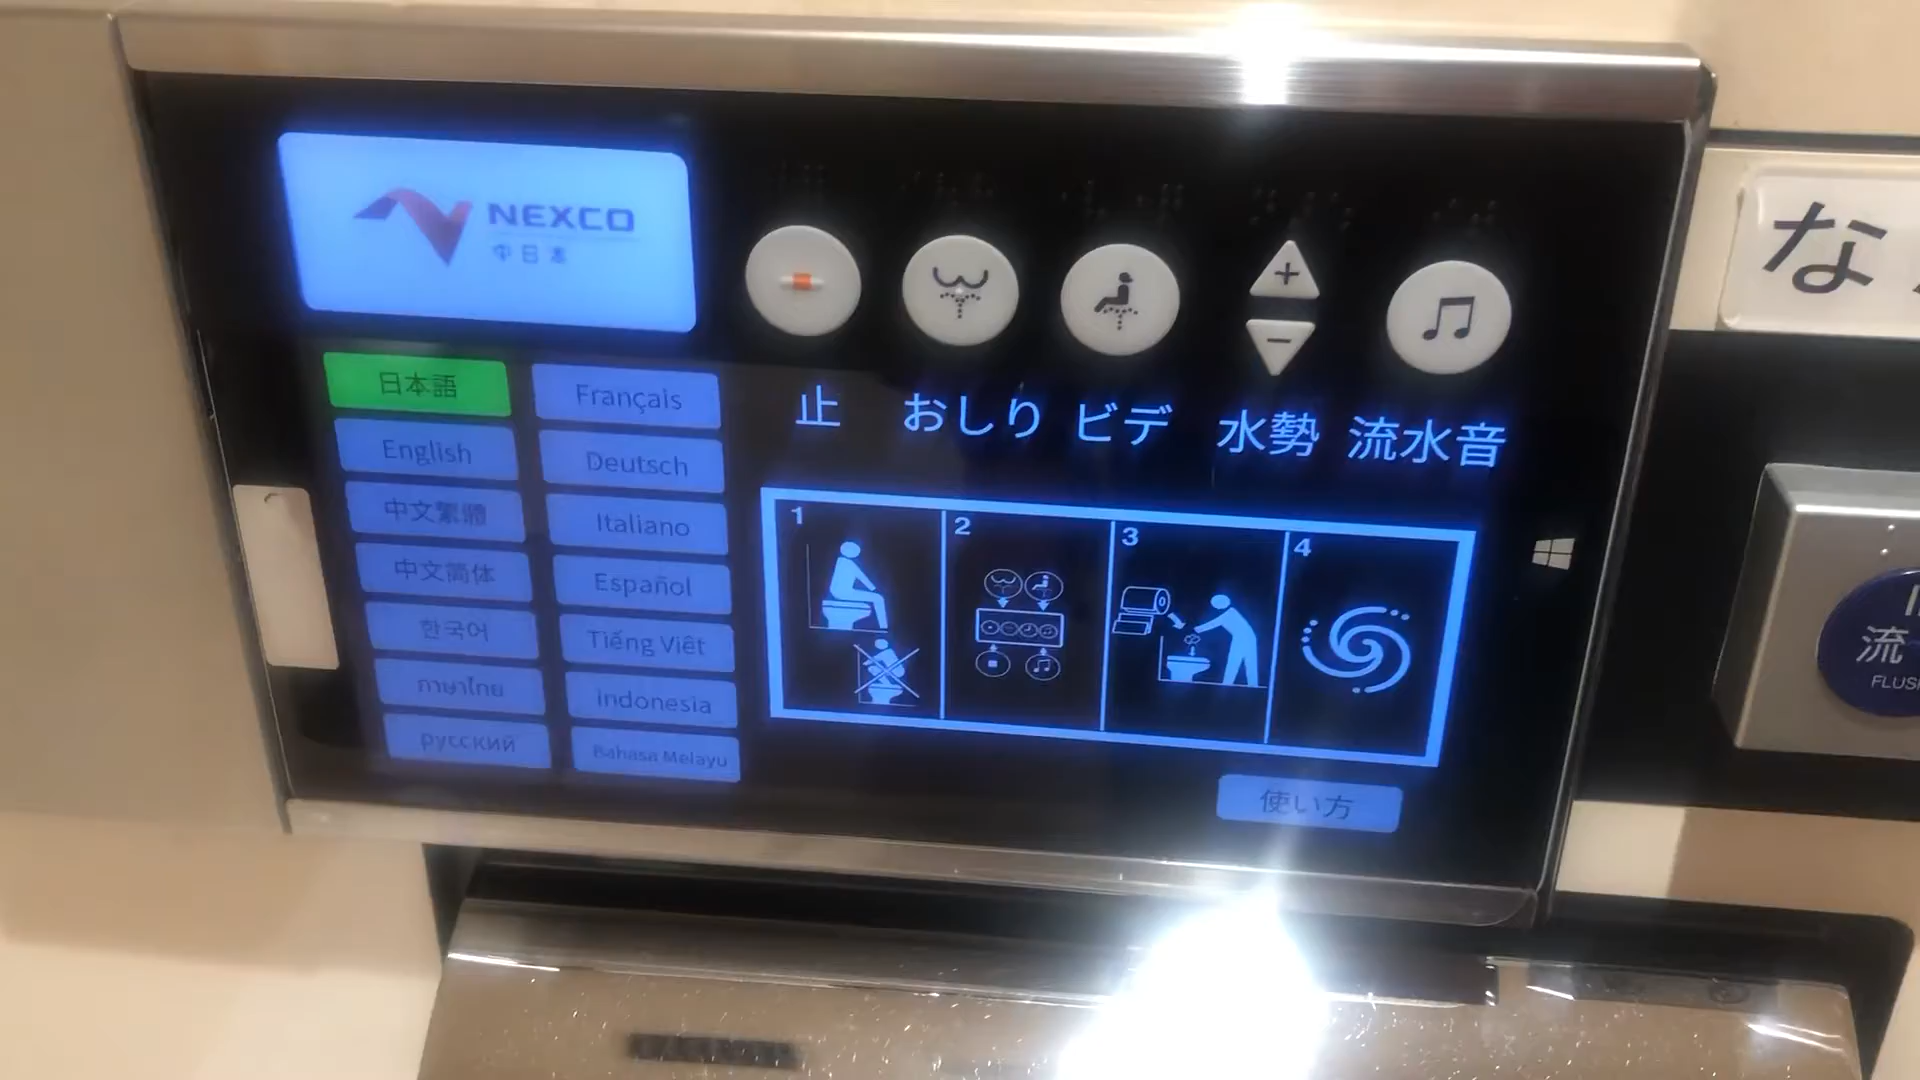 NEXCO
中日本
日本語
English
中文繁體
中文简体
한국어
ภาษาไทย
русский
Français
Deutsch
Italiano
Español
Tiếng Việt
indonesia
Bahasa Melayu
+
−
止
おしり
ビデ
水勢
流水音
1
2
3
4
使い方
な
流
FLUSH